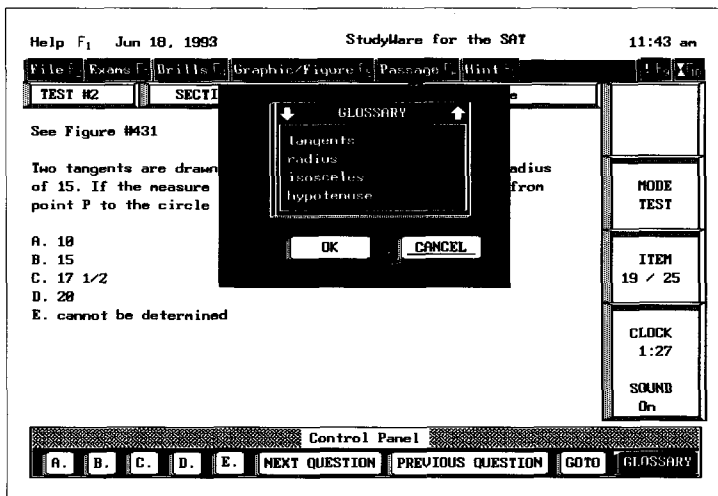 Help F1 Jun 18, 1993 StudyWare for the SAT 11:43 am
File Exams Drills Graphic/Figure Passage Hint
TEST #2 SECTI
GLOSSARY
tangents
radius
isosceles
hypotenuse
OK CANCEL
See Figure #431
Two tangents are drawn adius
of 15. If the measure from
point P to the circle
A. 10
B. 15
C. 17 1/2
D. 20
E. cannot be determined
MODE
TEST
ITEM
19 / 25
CLOCK
1:27
SOUND
On
Control Panel
A. B. C. D. E. NEXT QUESTION PREVIOUS QUESTION GOTO GLOSSARY